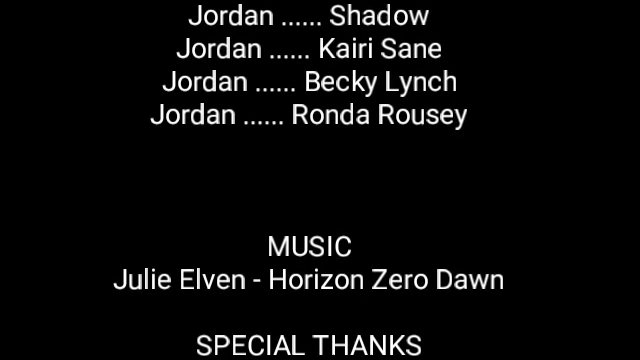 Jordan ...... Shadow
Jordan ...... Kairi Sane
Jordan ...... Becky Lynch
Jordan ...... Ronda Rousey
MUSIC
Julie Elven - Horizon Zero Dawn
SPECIAL THANKS